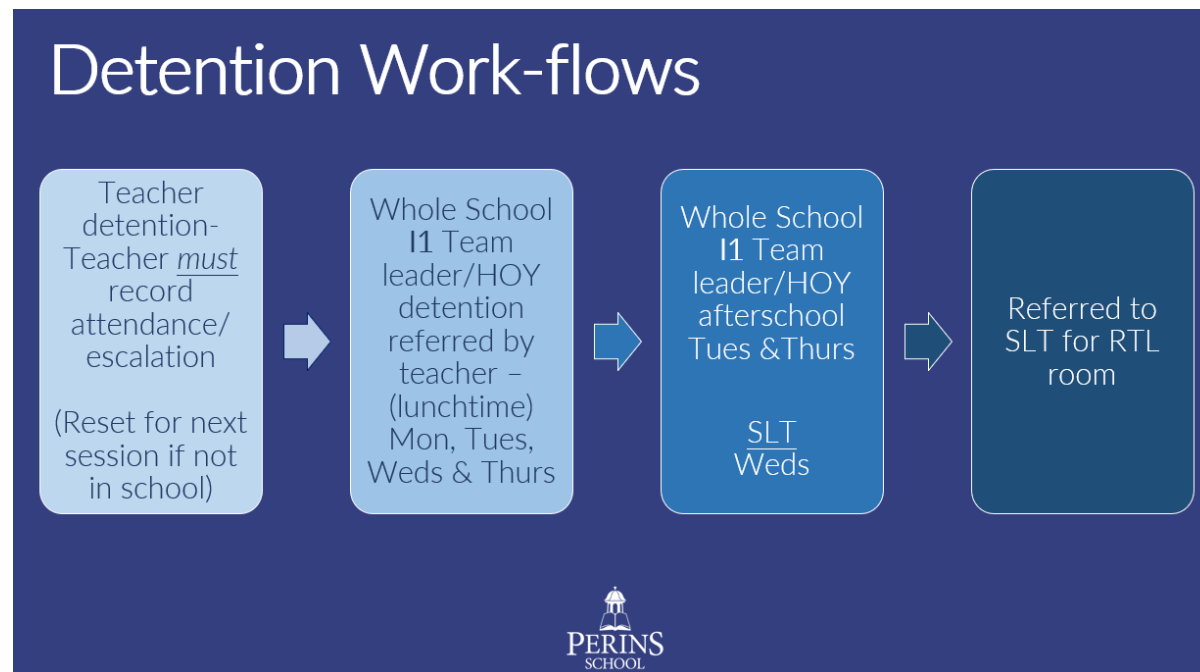 Detention Work-flows
Teacher
detention-
Teacher must
record
attendance/
escalation
(Reset for next
session if not
in school)
Whole School
I1 Team
leader/HOY
detention
referred by
teacher –
(lunchtime)
Mon, Tues,
Weds & Thurs
Whole School
I1 Team
leader/HOY
afterschool
Tues &Thurs
SLT
Weds
Referred to
SLT for RTL
room
PERINS
SCHOOL